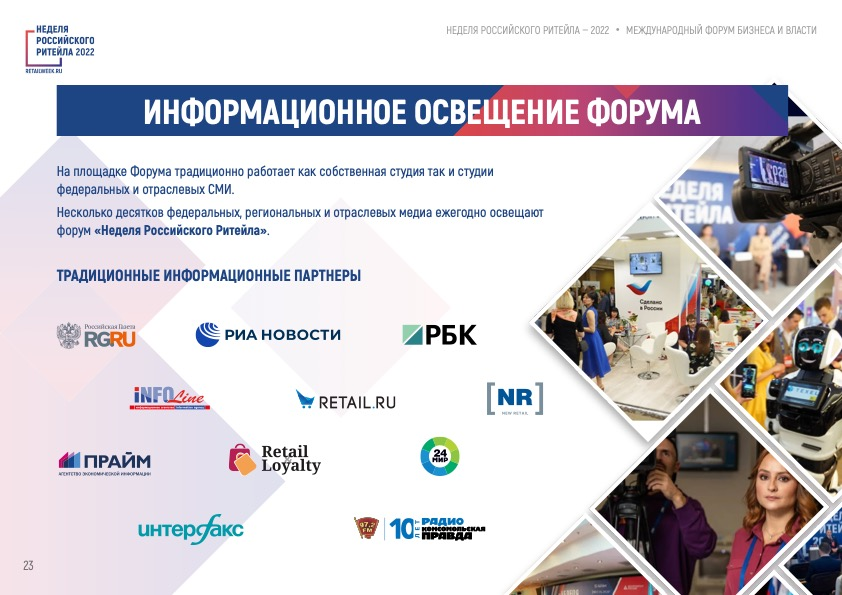 НЕДЕЛЯ
РОССИЙСКОГО
РИТЕЙЛА 2022
RETAILWEEK.RU
НЕДЕЛЯ РОССИЙСКОГО РИТЕЙЛА – 2022 • МЕЖДУНАРОДНЫЙ ФОРУМ БИЗНЕСА И ВЛАСТИ
ИНФОРМАЦИОННОЕ ОСВЕЩЕНИЕ ФОРУМА
На площадке Форума традиционно работает как собственная студия так и студии
федеральных и отраслевых СМИ.
Несколько десятков федеральных, региональных и отраслевых медиа ежегодно освещают
форум «Неделя Российского Ритейла».
ТРАДИЦИОННЫЕ ИНФОРМАЦИОННЫЕ ПАРТНЕРЫ
Российская Газета
RGRU
РИА НОВОСТИ
РБК
INFOLine
RETAIL.RU
[NR]
NEW RETAIL
ПРАЙМ
АГЕНТСТВО ЭКОНОМИЧЕСКОЙ ИНФОРМАЦИИ
Retail
&
Loyalty
24
МИР
интерфакс
97,2
FM
10 ЛЕТ
РАДИО
КОМСОМОЛЬСКАЯ
ПРАВДА
Сделано
в России
23